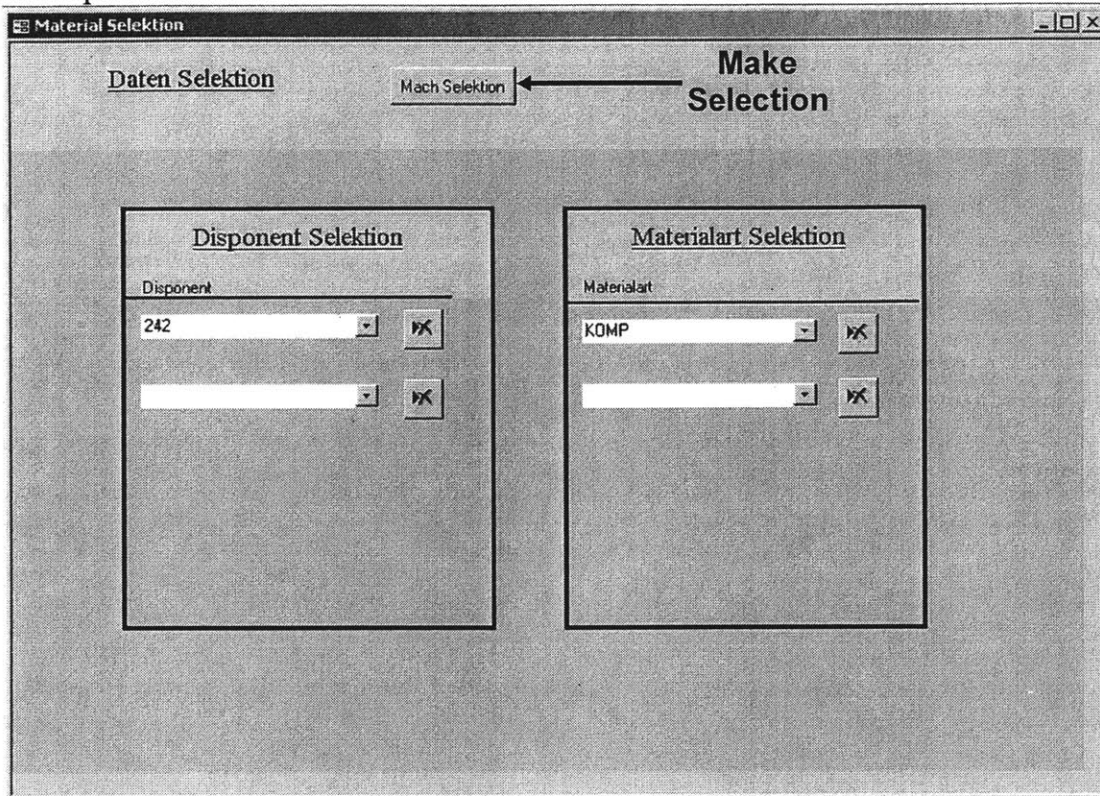 Material Selektion
Daten Selektion
Mach Selektion
Make
Selection
Disponent Selektion
Disponent
242
Materialart Selektion
Materialart
KOMP